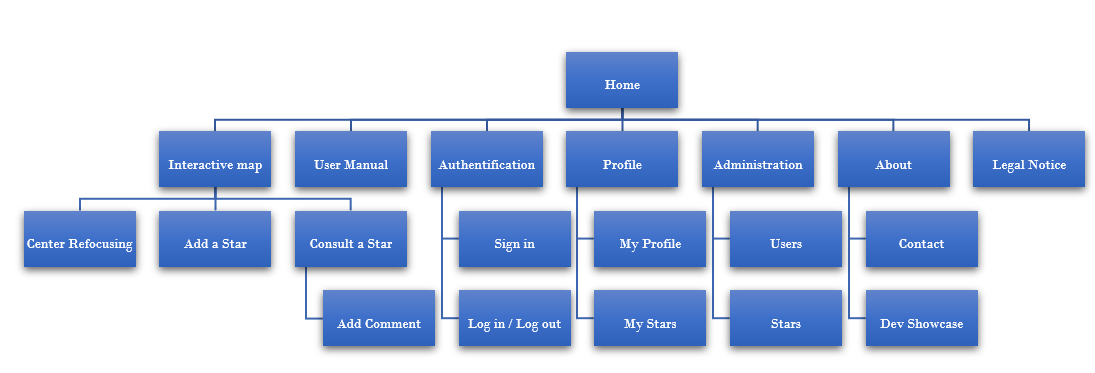 Home
Interactive map
User Manual
Authentification
Profile
Administration
About
Legal Notice
Center Refocusing
Add a Star
Consult a Star
Sign in
My Profile
Users
Contact
Add Comment
Log in / Log out
My Stars
Stars
Dev Showcase